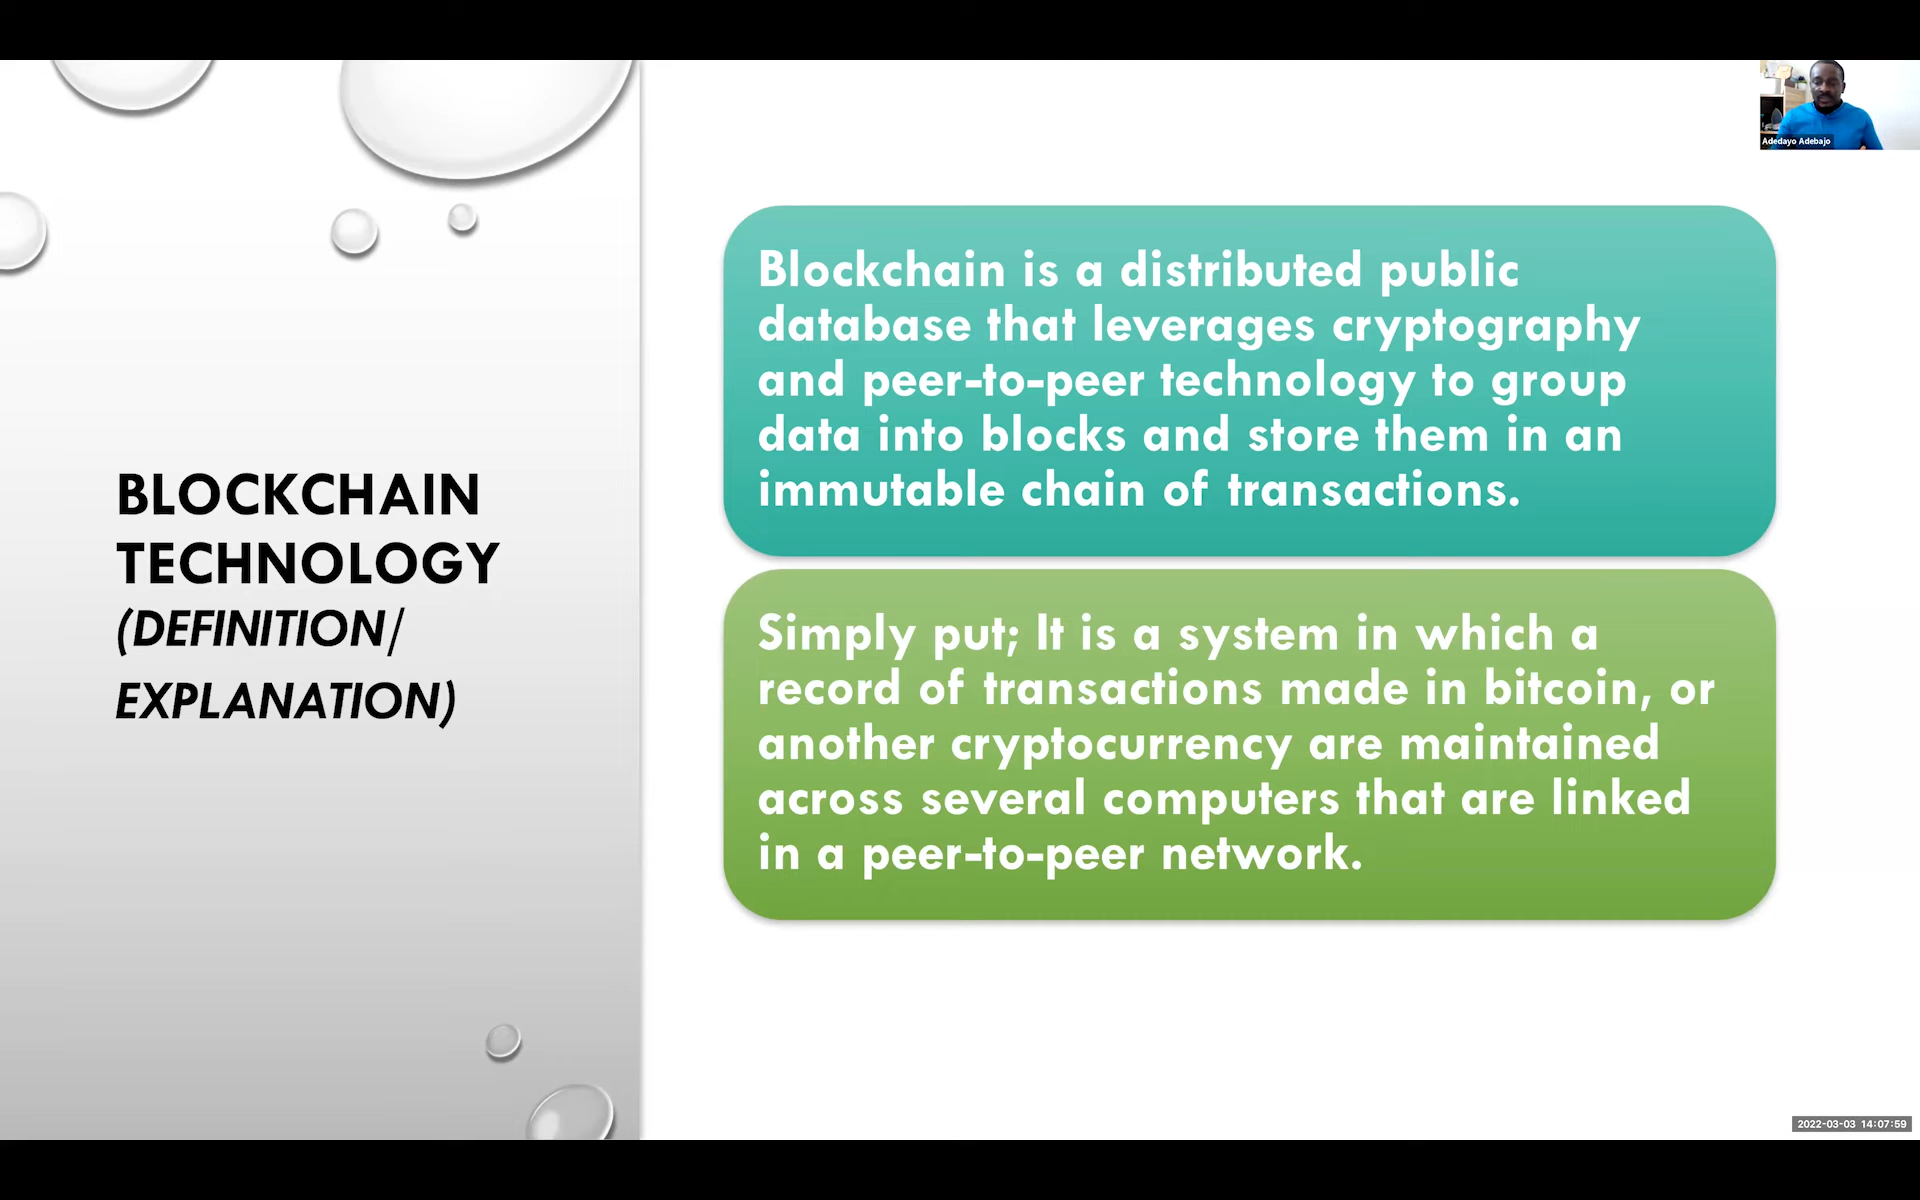 BLOCKCHAIN
TECHNOLOGY
(DEFINITION/
EXPLANATION)
Blockchain is a distributed public
database that leverages cryptography
and peer-to-peer technology to group
data into blocks and store them in an
immutable chain of transactions.
Simply put; It is a system in which a
record of transactions made in bitcoin, or
another cryptocurrency are maintained
across several computers that are linked
in a peer-to-peer network.
Adedayo Adebajo
2022-03-03 14:07:59